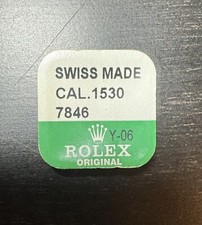 SWISS MADE
CAL.1530
7846
Y-06
ROLEX
ORIGINAL